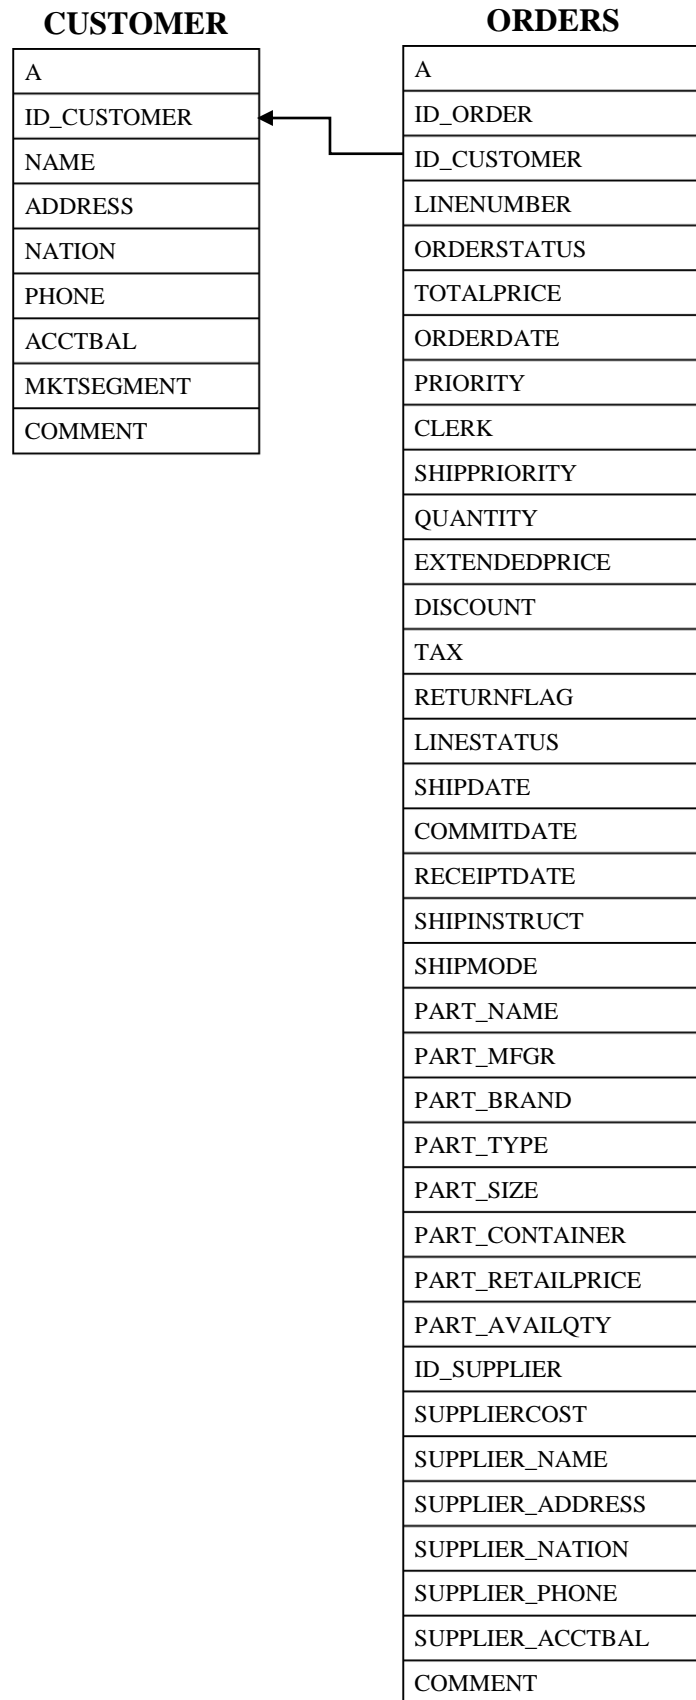 CUSTOMER
A
ID_CUSTOMER
NAME
ADDRESS
NATION
PHONE
ACCTBAL
MKTSEGMENT
COMMENT
ORDERS
A
ID_ORDER
ID_CUSTOMER
LINENUMBER
ORDERSTATUS
TOTALPRICE
ORDERDATE
PRIORITY
CLERK
SHIPPRIORITY
QUANTITY
EXTENDEDPRICE
DISCOUNT
TAX
RETURNFLAG
LINESTATUS
SHIPDATE
COMMITDATE
RECEIPTDATE
SHIPINSTRUCT
SHIPMODE
PART_NAME
PART_MFGR
PART_BRAND
PART_TYPE
PART_SIZE
PART_CONTAINER
PART_RETAILPRICE
PART_AVAILQTY
ID_SUPPLIER
SUPPLIERCOST
SUPPLIER_NAME
SUPPLIER_ADDRESS
SUPPLIER_NATION
SUPPLIER_PHONE
SUPPLIER_ACCTBAL
COMMENT